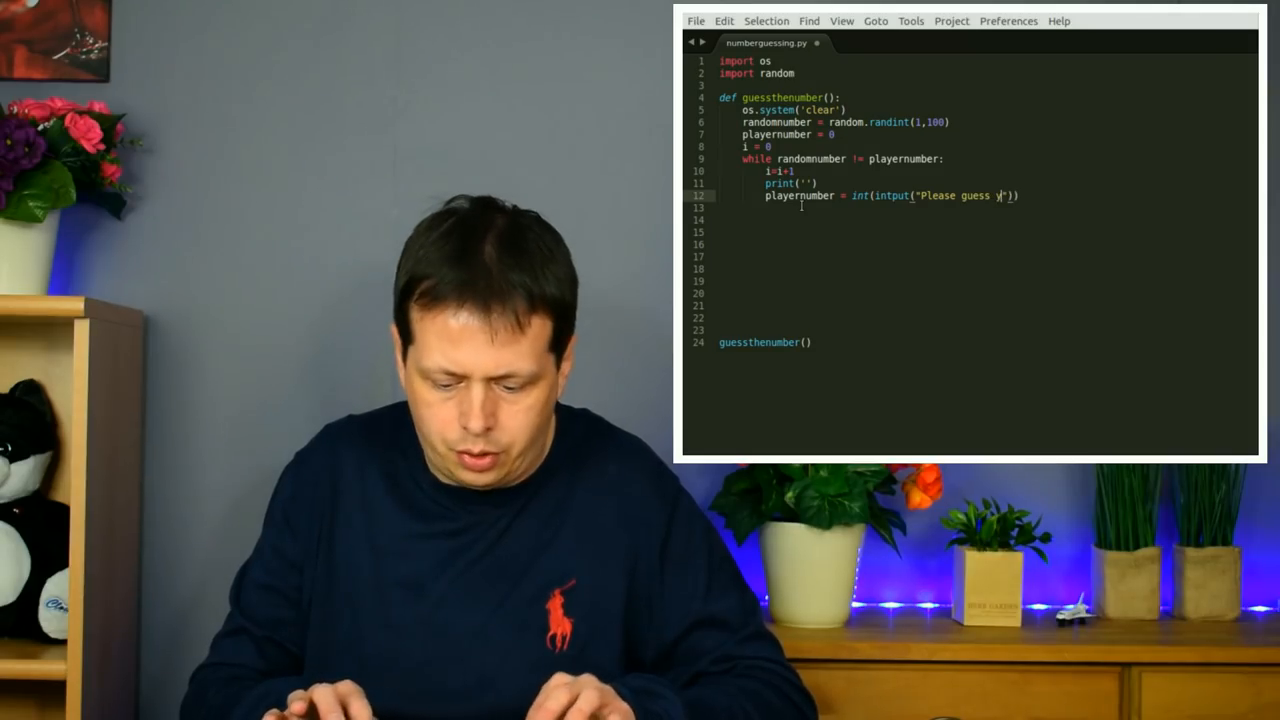 File Edit Selection Find View Goto Tools Project Preferences Help
numberguessing.py
1 import os
2 import random
3
4 def guessthenumber():
5 os.system('clear')
6 randomnumber = random.randint(1,100)
7 playernumber = 0
8 i = 0
9 while randomnumber != playernumber:
10 i=i+1
11 print('')
12 playernumber = int(intput("Please guess y"))
13
14
15
16
17
18
19
20
21
22
23
24 guessthenumber()
HERB GARDEN